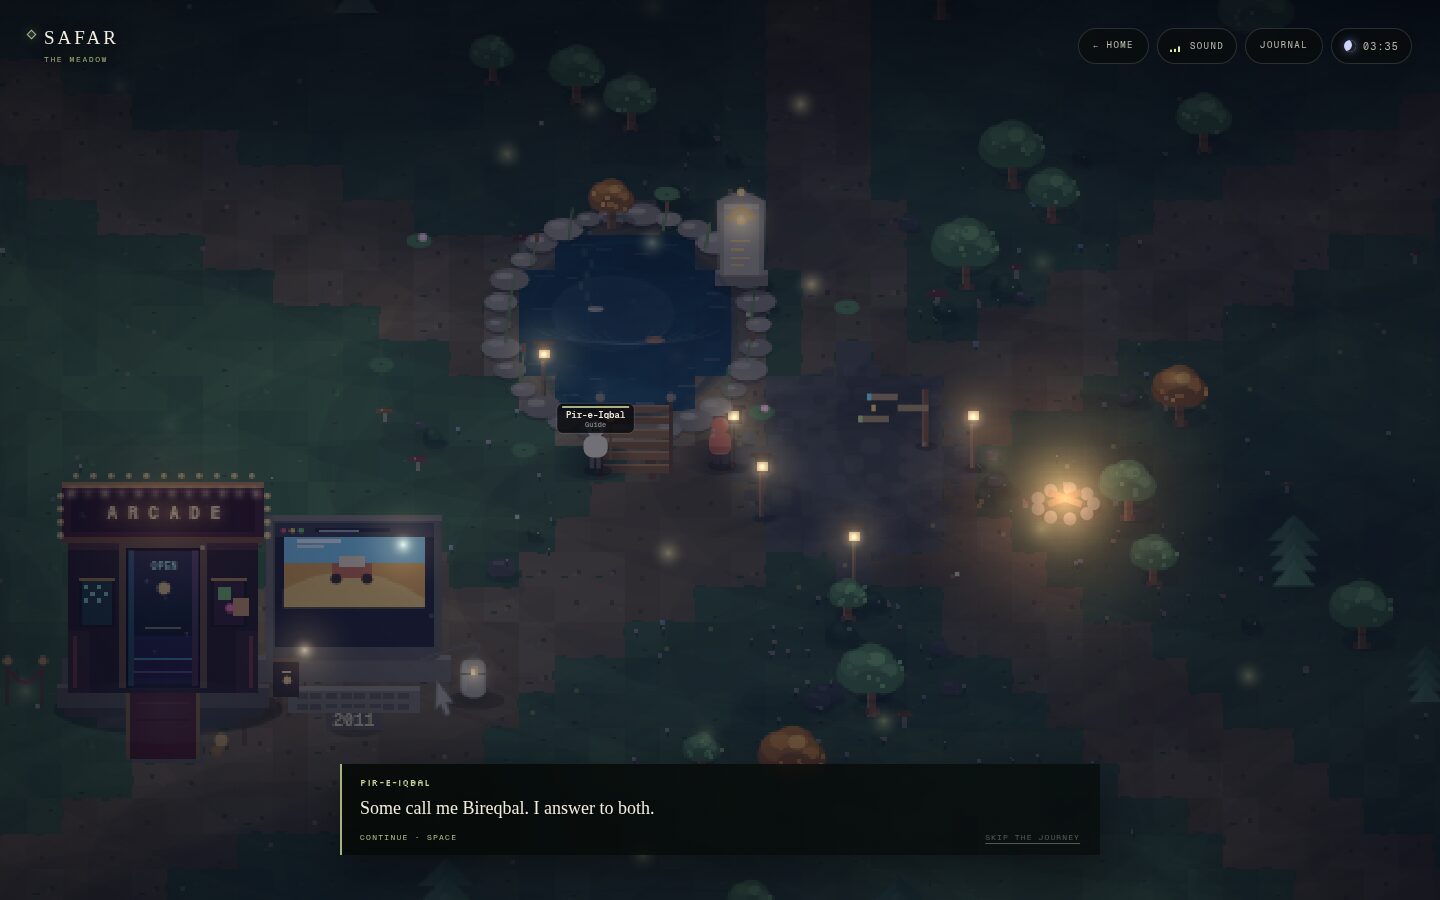 SAFAR
THE MEADOW
← HOME
SOUND
JOURNAL
03:35
Pir-e-Iqbal
Guide
ARCADE
OPEN
2011
PIR-E-IQBAL
Some call me Bireqbal. I answer to both.
CONTINUE · SPACE
SKIP THE JOURNEY